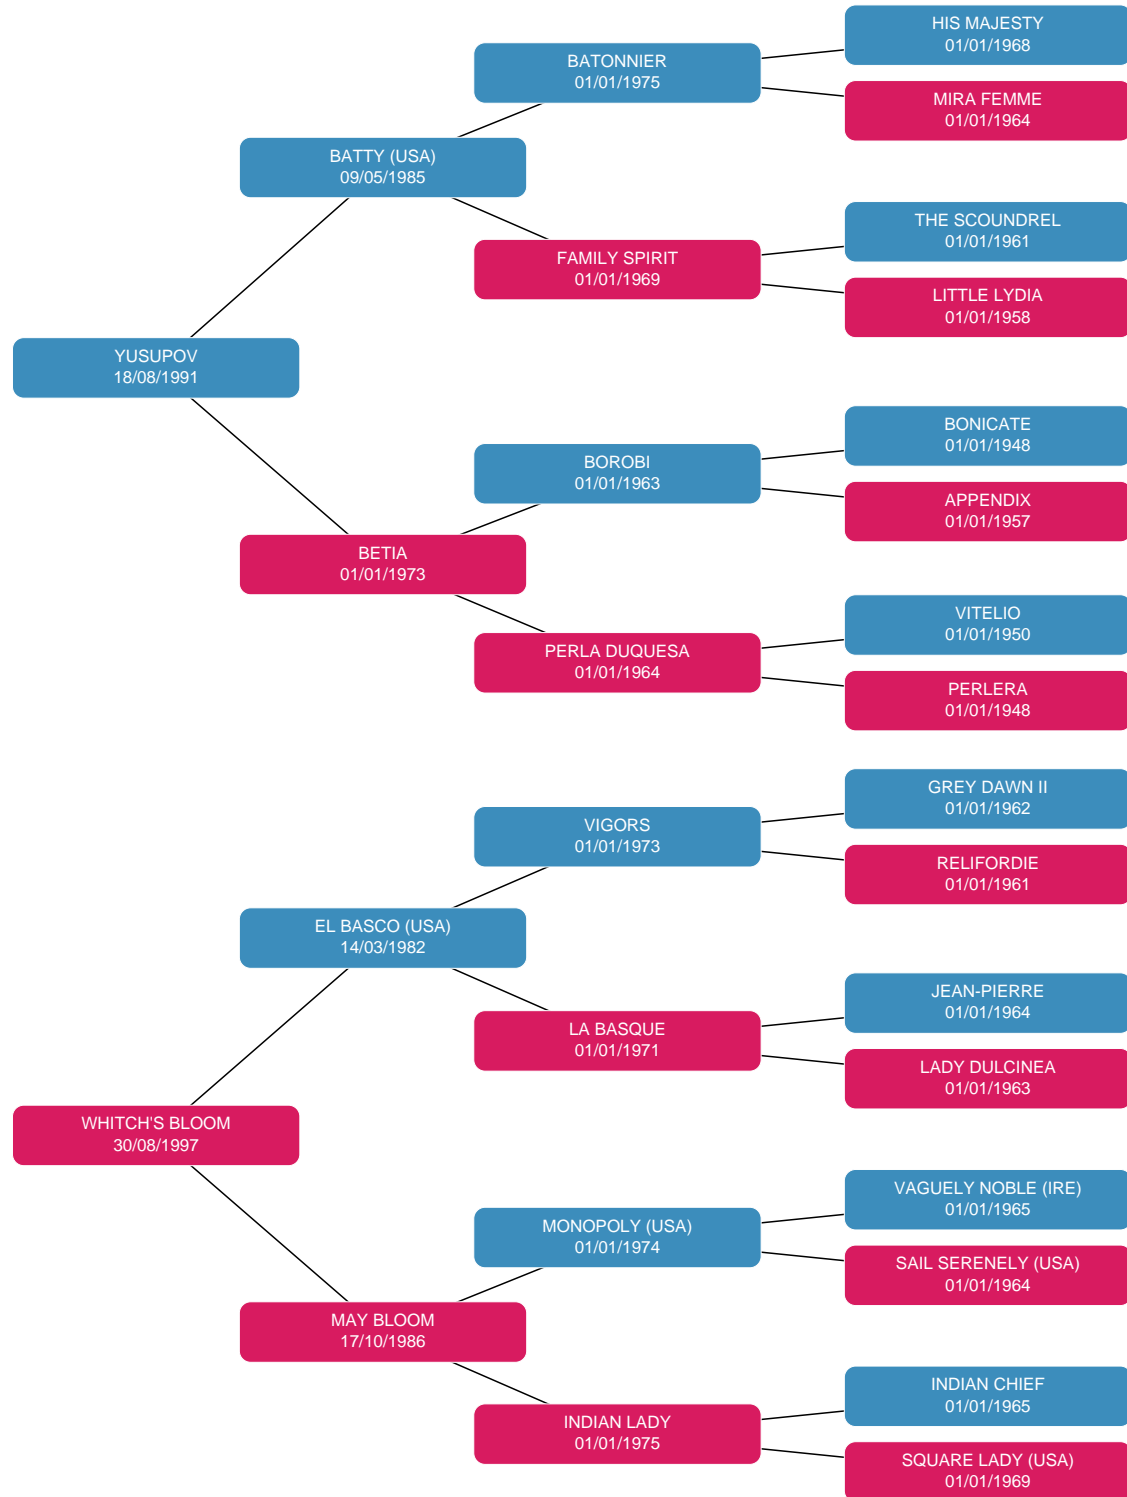 HIS MAJESTY
01/01/1968
BATONNIER
01/01/1975
MIRA FEMME
01/01/1964
BATTY (USA)
09/05/1985
THE SCOUNDREL
01/01/1961
FAMILY SPIRIT
01/01/1969
LITTLE LYDIA
01/01/1958
YUSUPOV
18/08/1991
BONICATE
01/01/1948
BOROBI
01/01/1963
APPENDIX
01/01/1957
BETIA
01/01/1973
VITELIO
01/01/1950
PERLA DUQUESA
01/01/1964
PERLERA
01/01/1948
GREY DAWN II
01/01/1962
VIGORS
01/01/1973
RELIFORDIE
01/01/1961
EL BASCO (USA)
14/03/1982
JEAN-PIERRE
01/01/1964
LA BASQUE
01/01/1971
LADY DULCINEA
01/01/1963
WHITCH'S BLOOM
30/08/1997
VAGUELY NOBLE (IRE)
01/01/1965
MONOPOLY (USA)
01/01/1974
SAIL SERENELY (USA)
01/01/1964
MAY BLOOM
17/10/1986
INDIAN CHIEF
01/01/1965
INDIAN LADY
01/01/1975
SQUARE LADY (USA)
01/01/1969